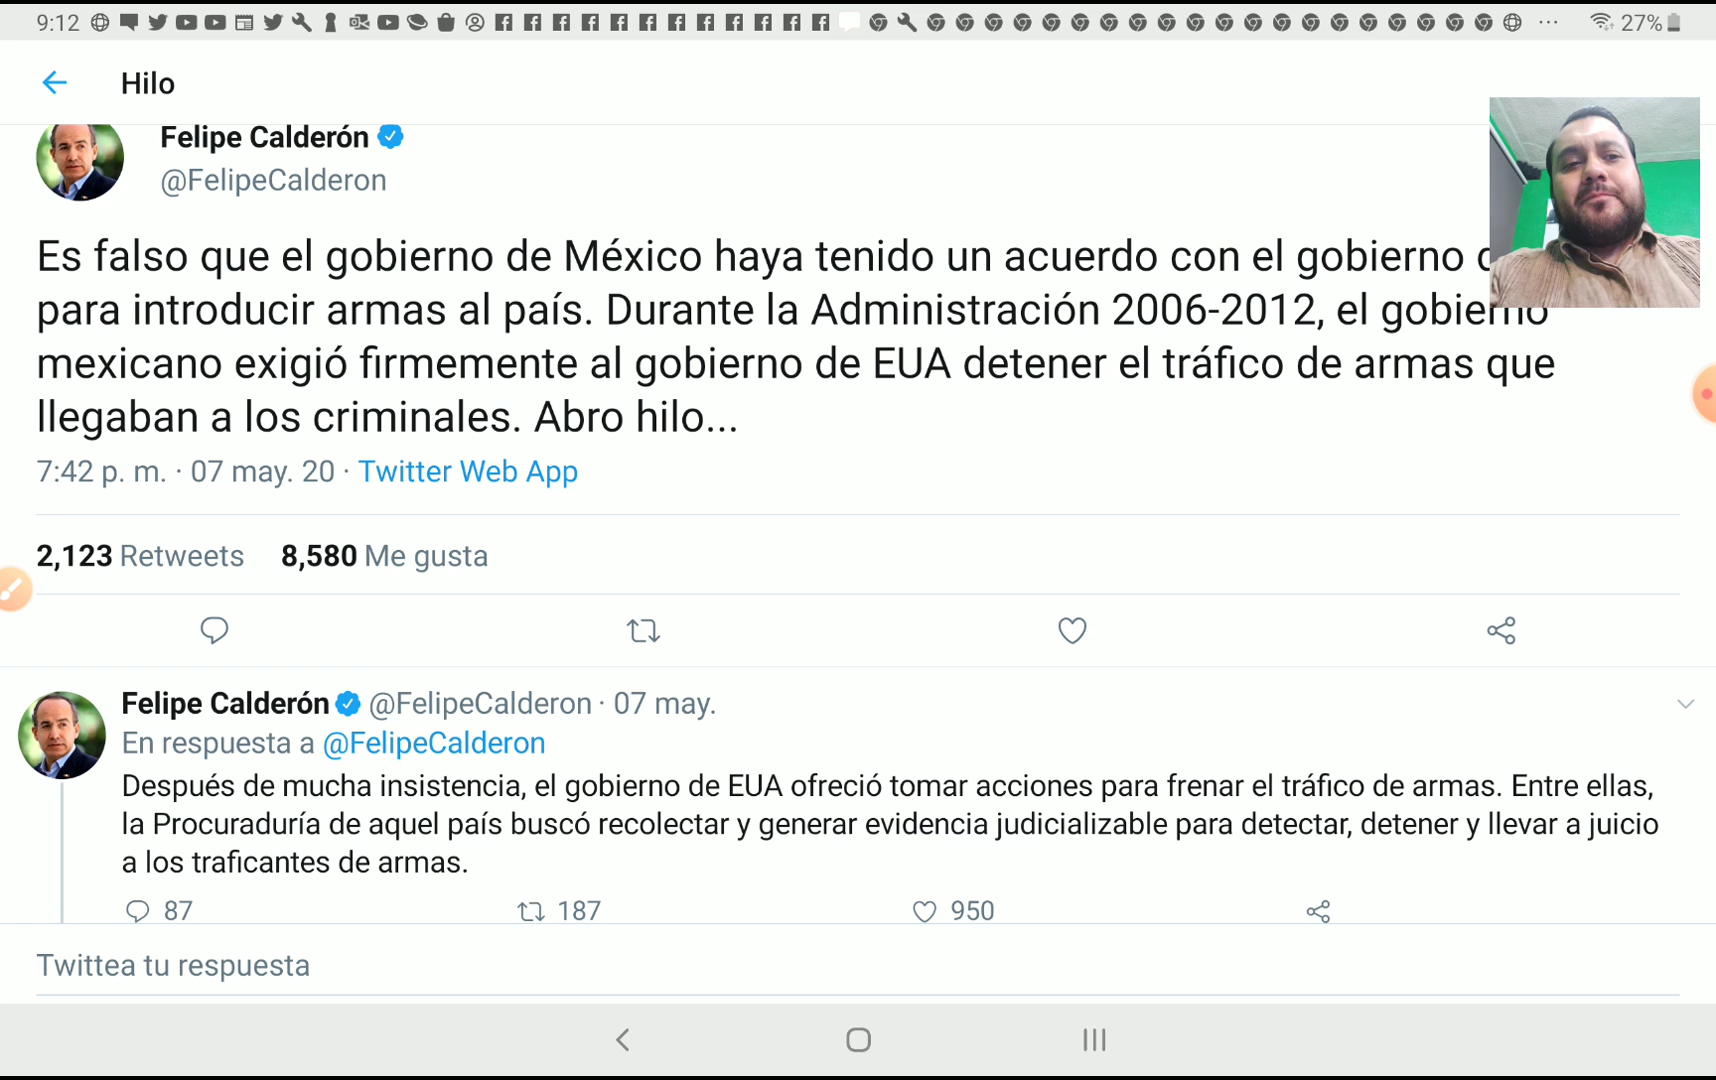 9:12
27%
Hilo
Felipe Calderón
@FelipeCalderon
Es falso que el gobierno de México haya tenido un acuerdo con el gobierno
para introducir armas al país. Durante la Administración 2006-2012, el gobierno
mexicano exigió firmemente al gobierno de EUA detener el tráfico de armas que
llegaban a los criminales. Abro hilo...
7:42 p. m. · 07 may. 20 · Twitter Web App
2,123 Retweets 8,580 Me gusta
Felipe Calderón @FelipeCalderon · 07 may.
En respuesta a @FelipeCalderon
Después de mucha insistencia, el gobierno de EUA ofreció tomar acciones para frenar el tráfico de armas. Entre ellas,
la Procuraduría de aquel país buscó recolectar y generar evidencia judicializable para detectar, detener y llevar a juicio
a los traficantes de armas.
87 187 950
Twittea tu respuesta